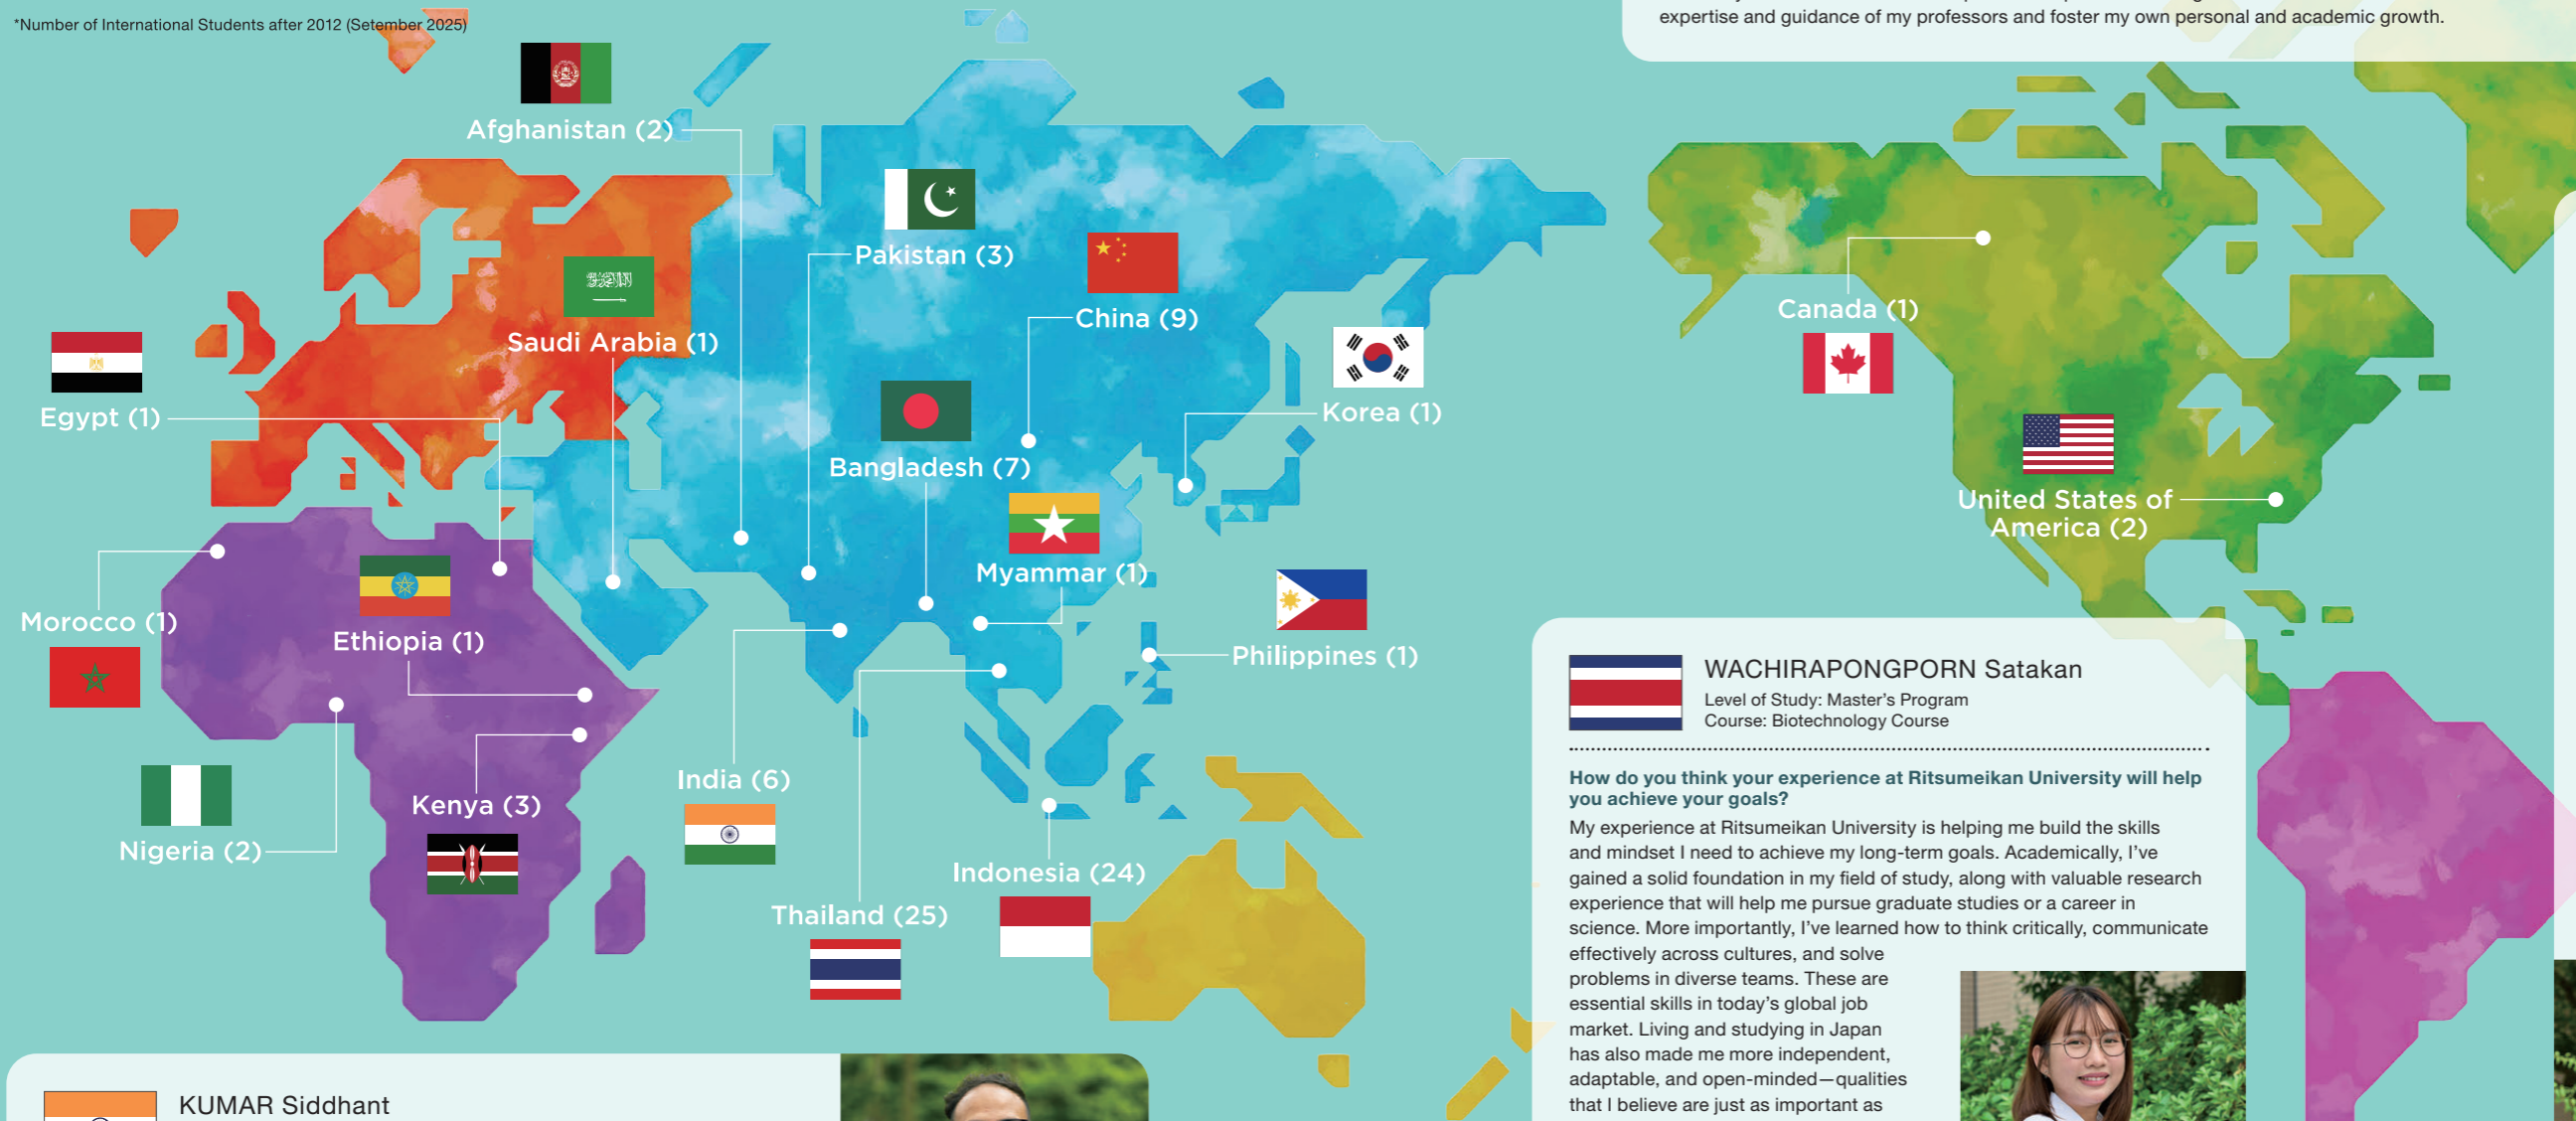 *Number of International Students after 2012 (Setember 2025)
expertise and guidance of my professors and foster my own personal and academic growth.
Afghanistan (2)
Pakistan (3)
China (9)
Saudi Arabia (1)
Korea (1)
Egypt (1)
Bangladesh (7)
Myammar (1)
Morocco (1)
Ethiopia (1)
Philippines (1)
India (6)
Kenya (3)
Nigeria (2)
Indonesia (24)
Thailand (25)
Canada (1)
United States of
America (2)
WACHIRAPONGPORN Satakan
Level of Study: Master's Program
Course: Biotechnology Course
How do you think your experience at Ritsumeikan University will help
you achieve your goals?
My experience at Ritsumeikan University is helping me build the skills
and mindset I need to achieve my long-term goals. Academically, I've
gained a solid foundation in my field of study, along with valuable research
experience that will help me pursue graduate studies or a career in
science. More importantly, I've learned how to think critically, communicate
effectively across cultures, and solve
problems in diverse teams. These are
essential skills in today's global job
market. Living and studying in Japan
has also made me more independent,
adaptable, and open-minded—qualities
that I believe are just as important as
KUMAR Siddhant